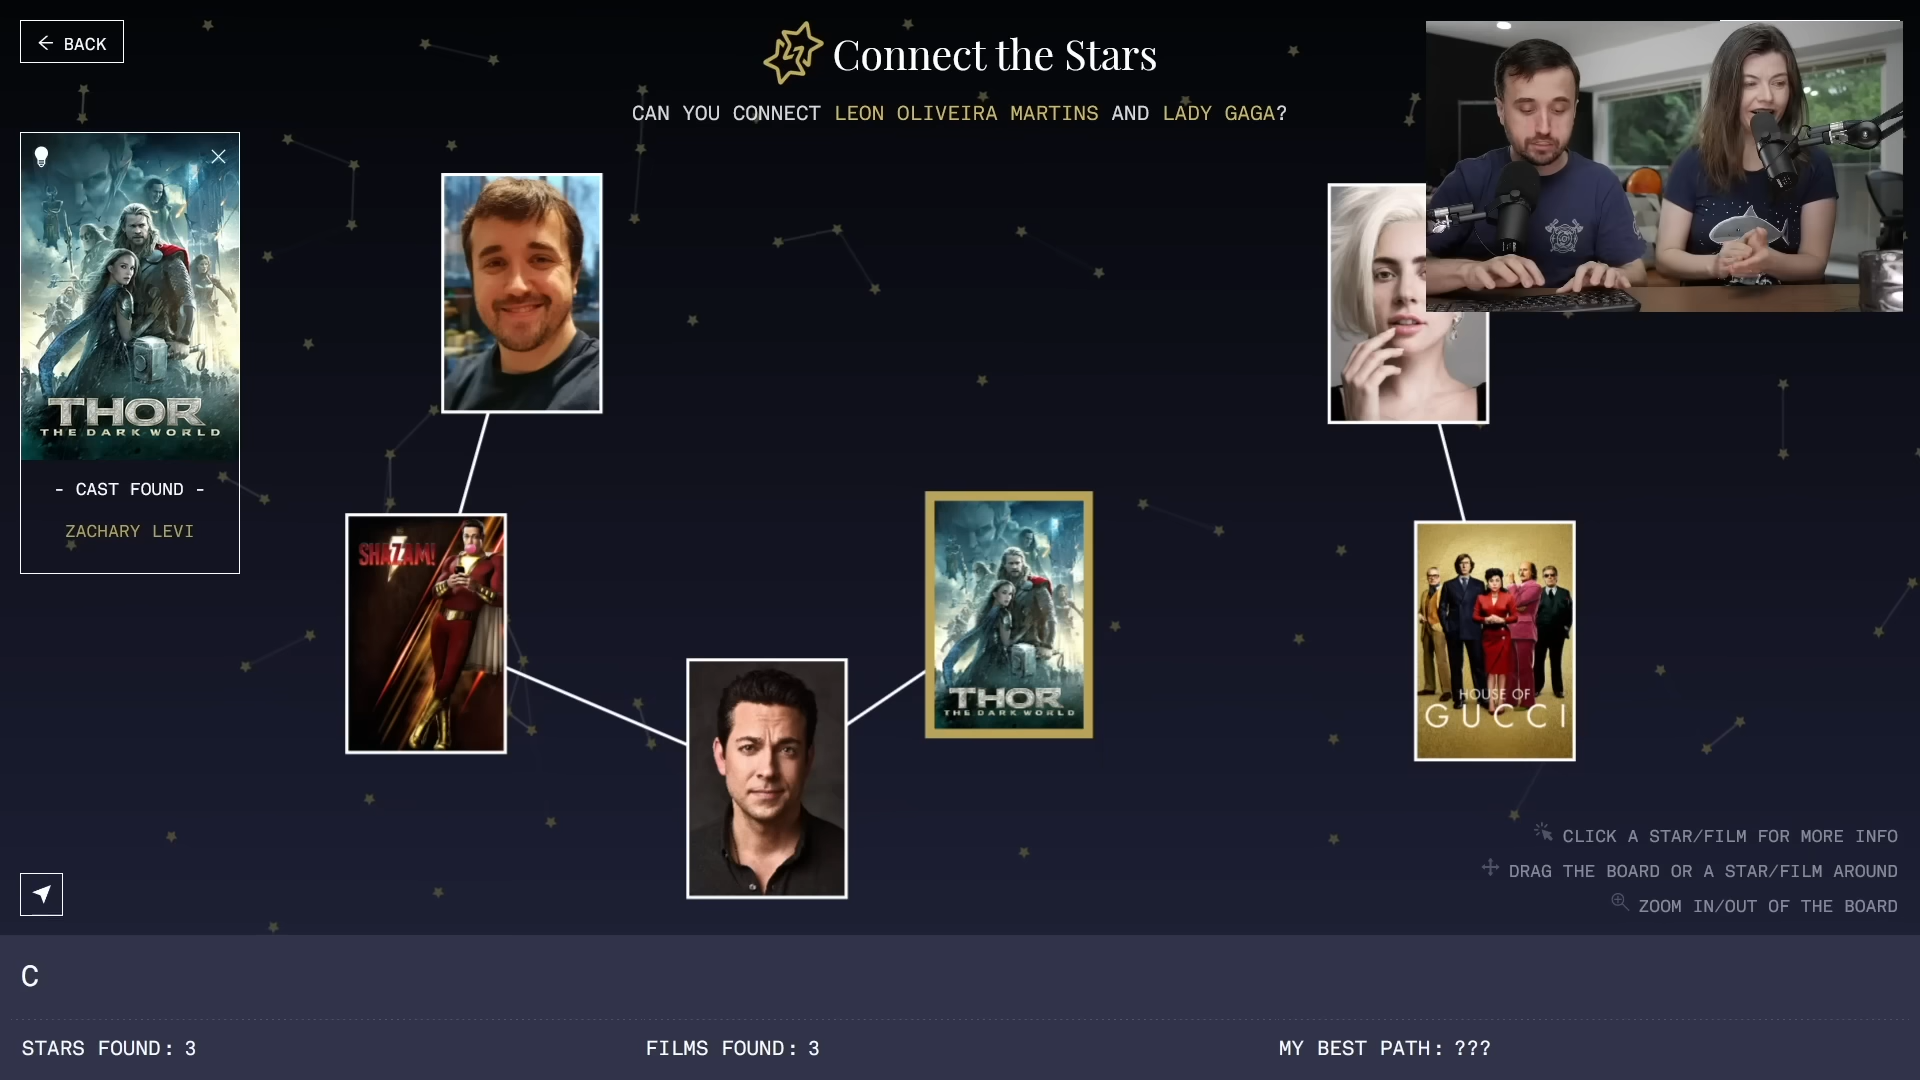 BACK
Connect the Stars
CAN YOU CONNECT LEON OLIVEIRA MARTINS AND LADY GAGA?
THOR
THE DARK WORLD
- CAST FOUND -
ZACHARY LEVI
SHAZAM!
THOR
THE DARK WORLD
HOUSE OF
GUCCI
CLICK A STAR/FILM FOR MORE INFO
DRAG THE BOARD OR A STAR/FILM AROUND
ZOOM IN/OUT OF THE BOARD
C
STARS FOUND: 3
FILMS FOUND: 3
MY BEST PATH: ???